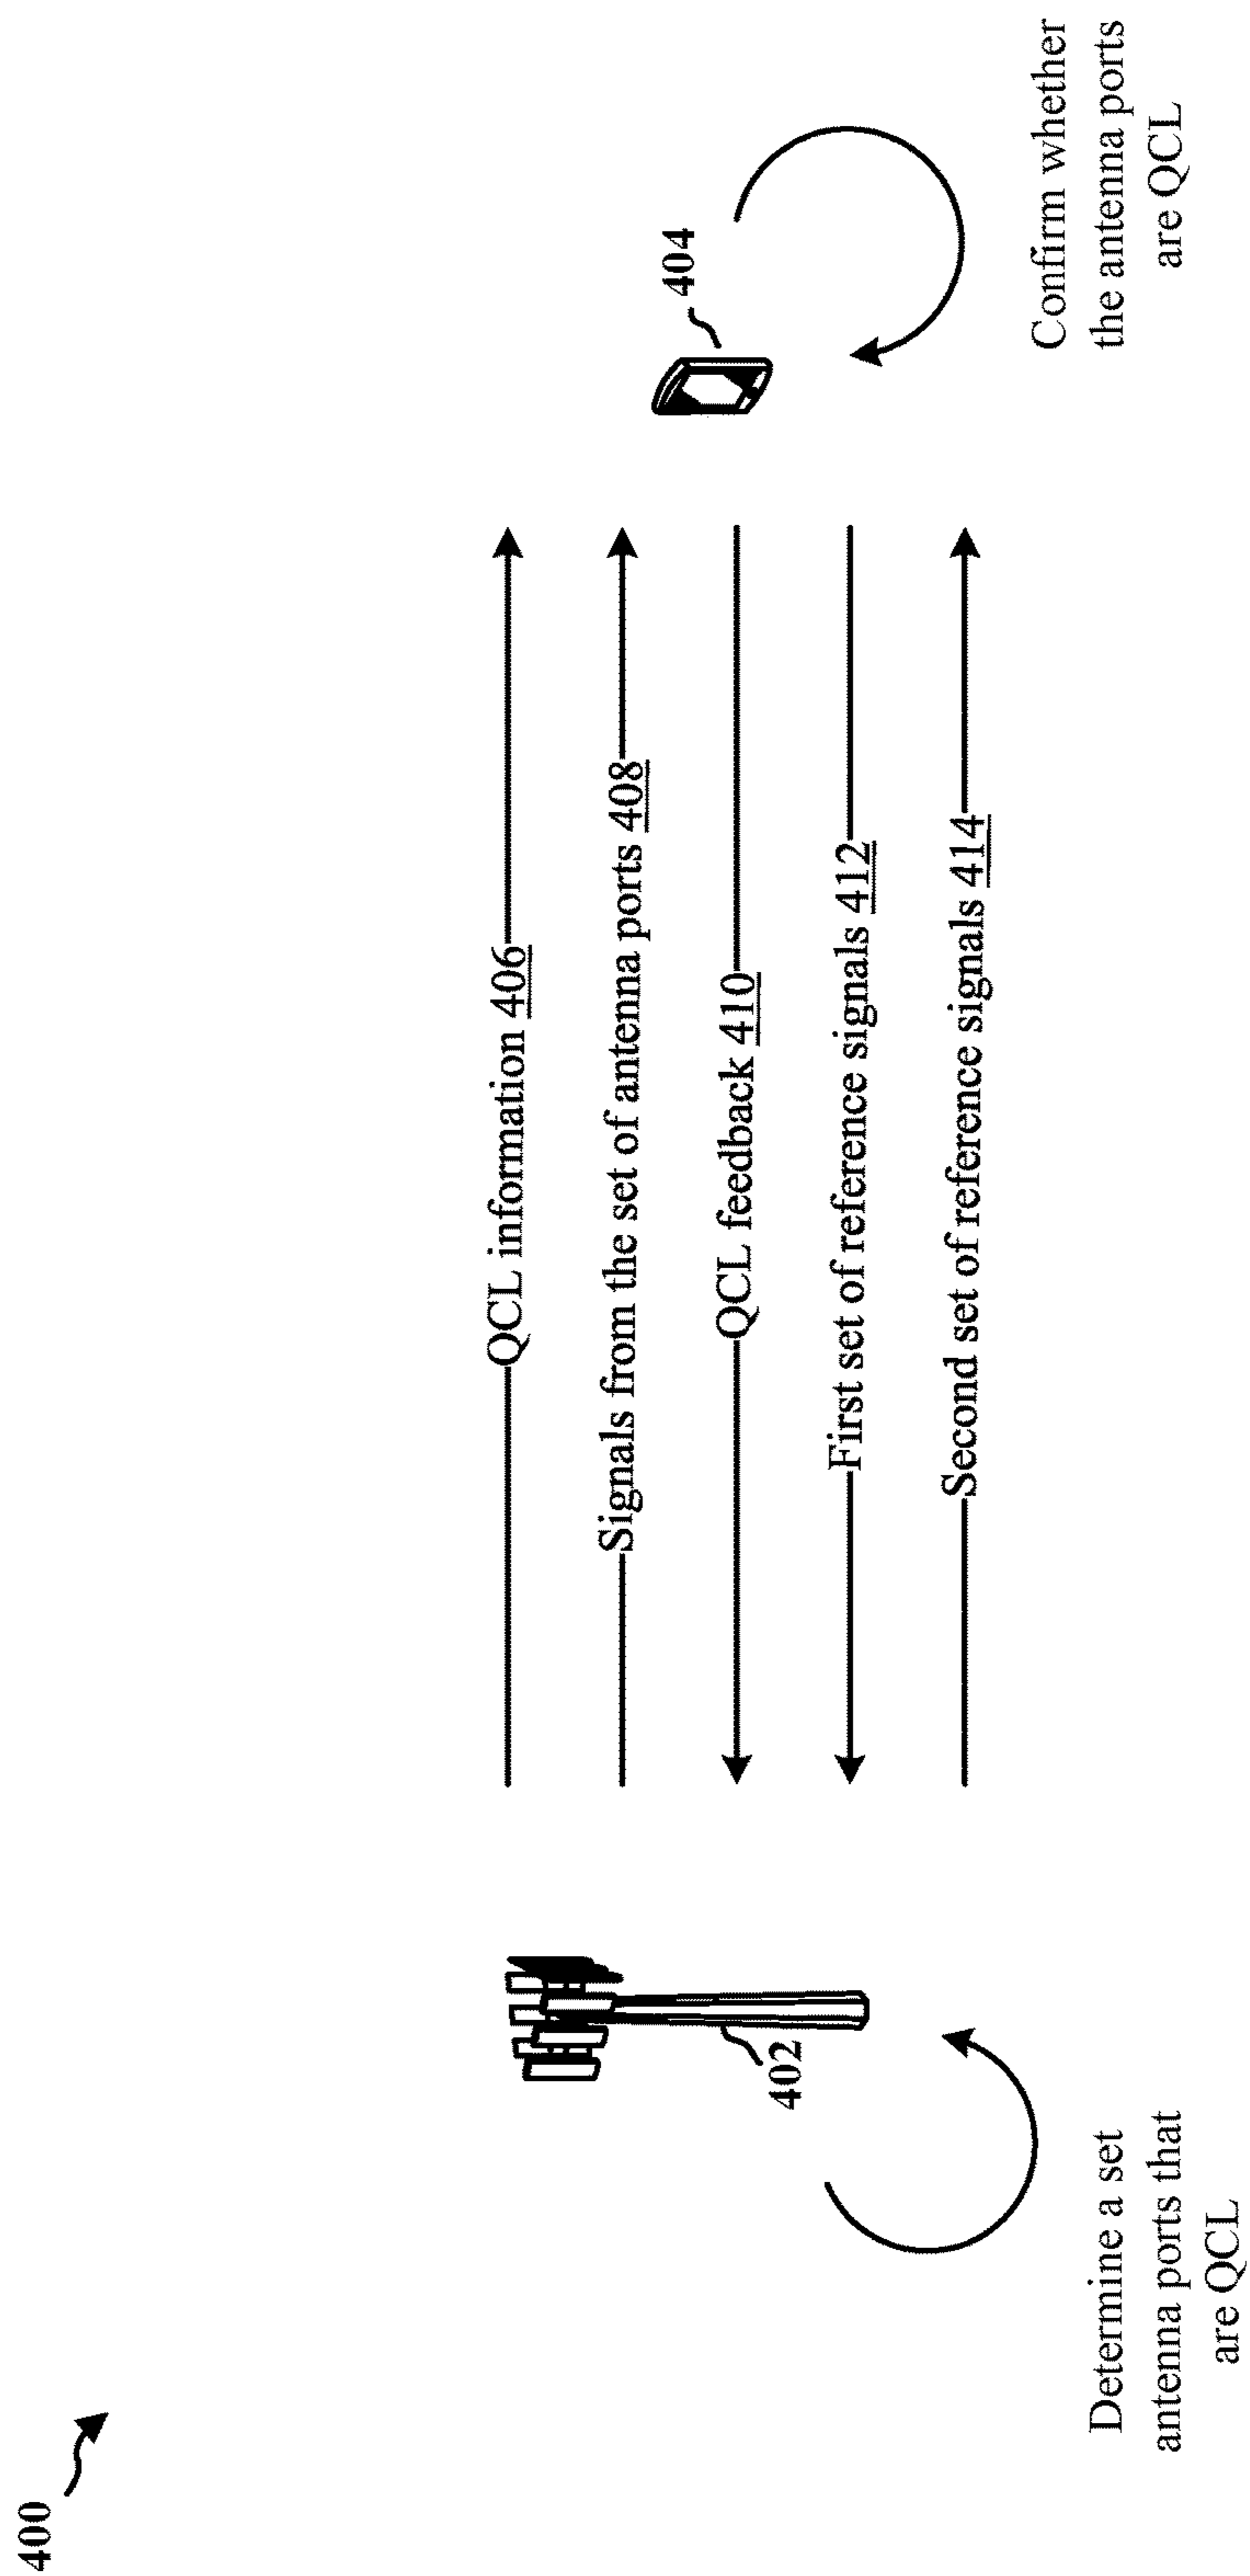 400
QCL information 406
Signals from the set of antenna ports 408
404
QCL feedback 410
402
First set of reference signals 412
Second set of reference signals 414
Determine a set
antenna ports that
are QCL
Confirm whether
the antenna ports
are QCL